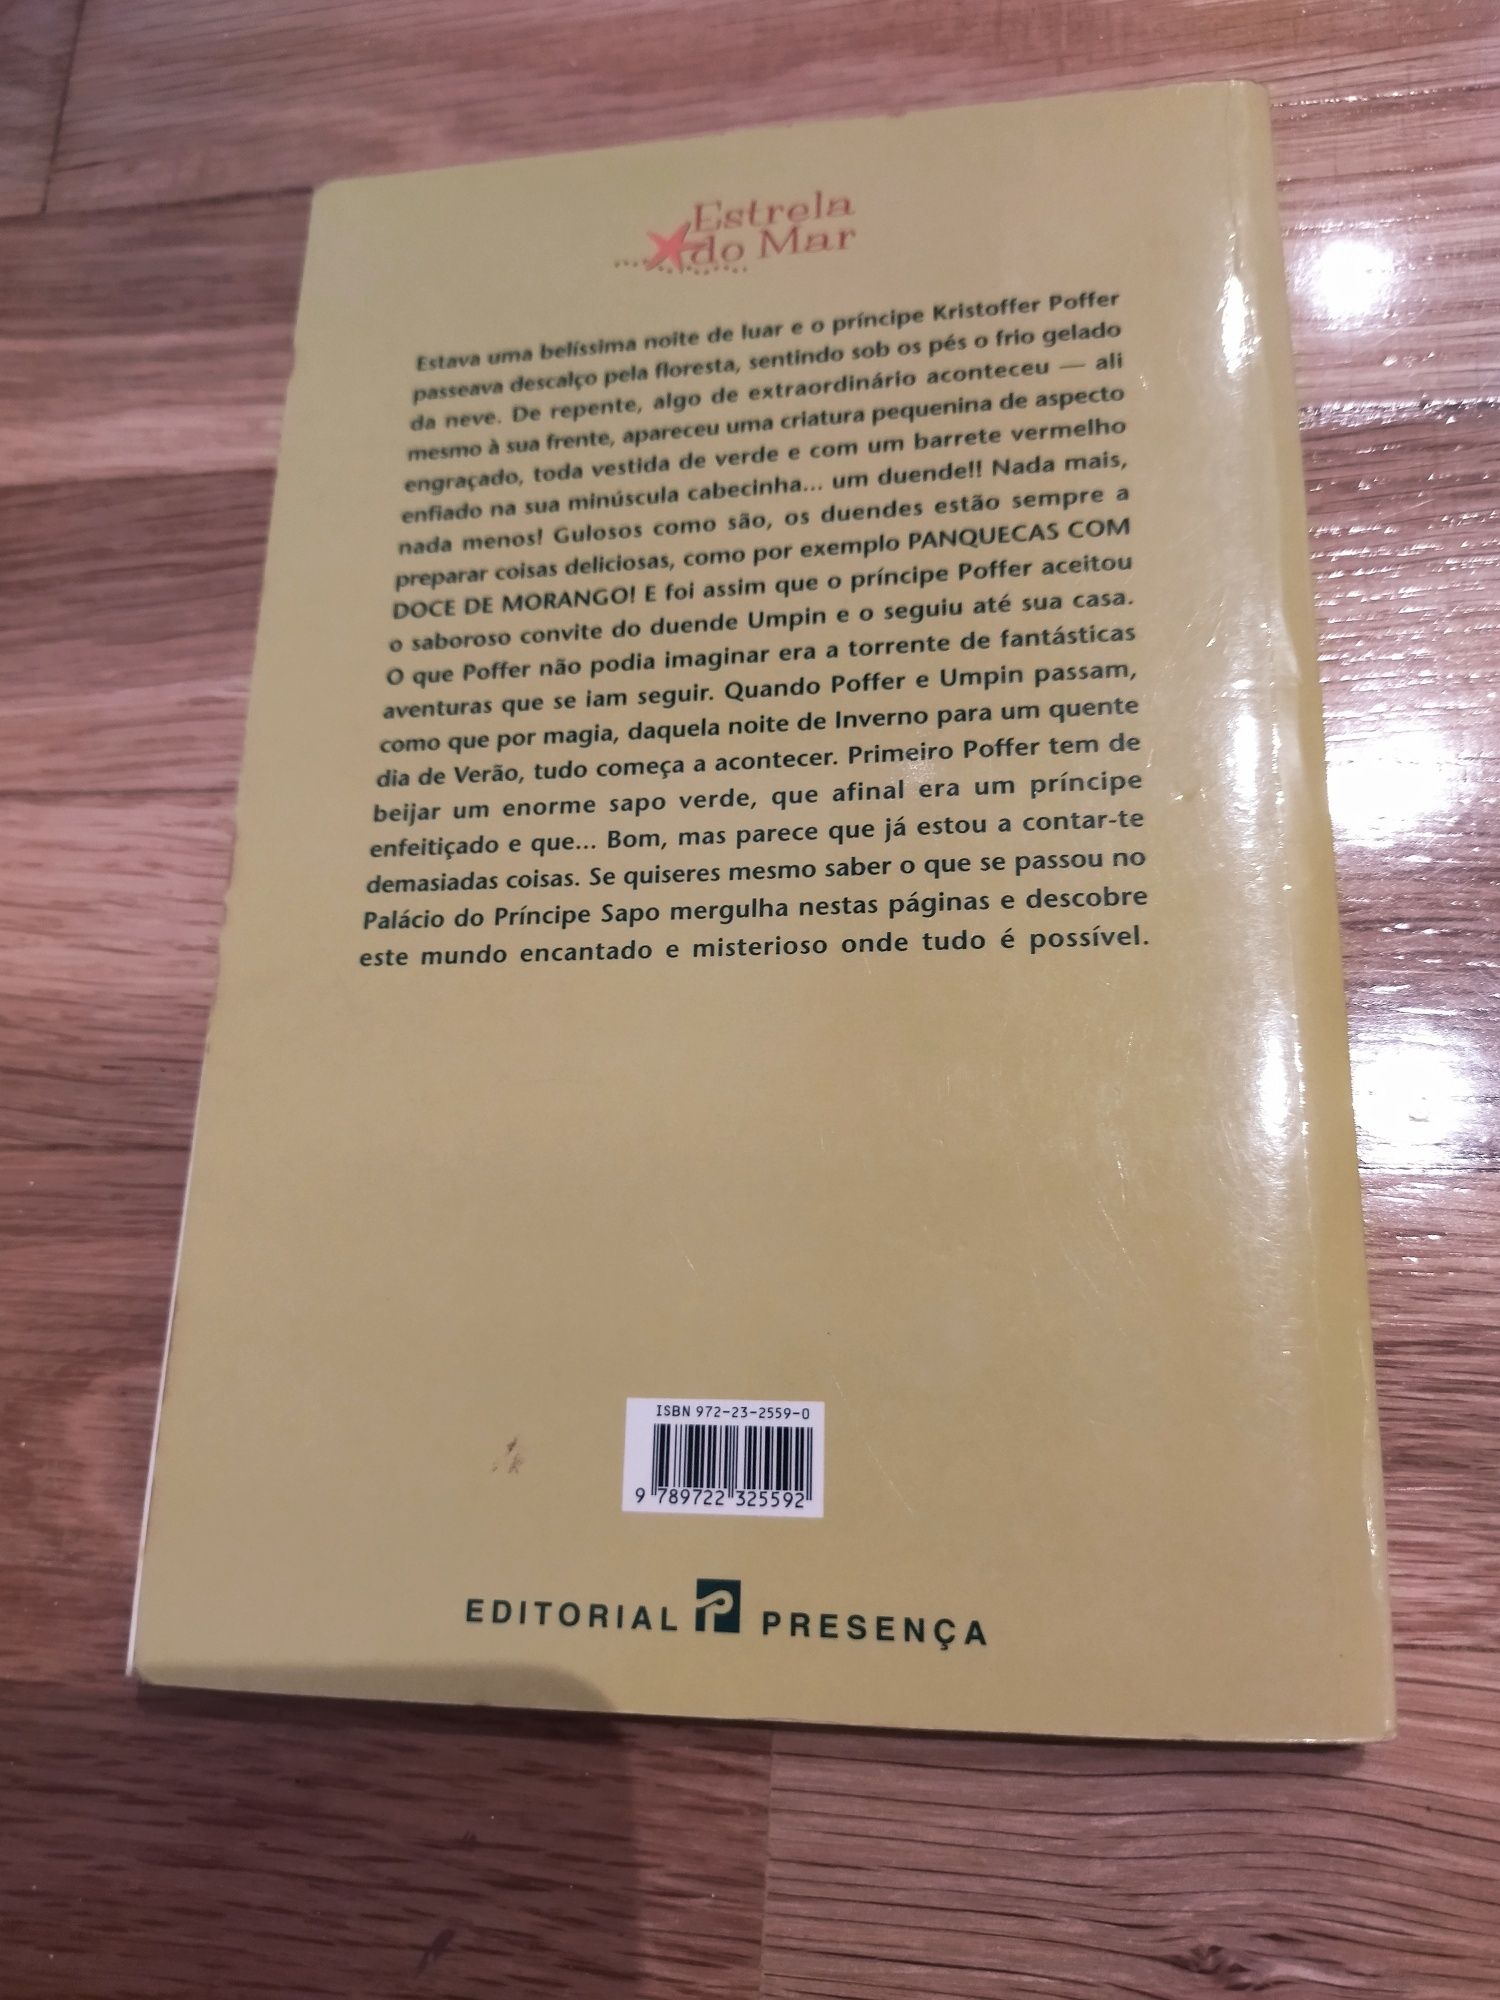 Estrela
do Mar
Estava uma belíssima noite de luar e o príncipe Kristoffer Poffer
passeava descalço pela floresta, sentindo sob os pés o frio gelado
da neve. De repente, algo de extraordinário aconteceu — ali
mesmo à sua frente, apareceu uma criatura pequenina de aspecto
engraçado, toda vestida de verde e com um barrete vermelho
enfiado na sua minúscula cabecinha... um duende!! Nada mais,
nada menos! Gulosos como são, os duendes estão sempre a
preparar coisas deliciosas, como por exemplo PANQUECAS COM
DOCE DE MORANGO! E foi assim que o príncipe Poffer aceitou
o saboroso convite do duende Umpin e o seguiu até sua casa.
O que Poffer não podia imaginar era a torrente de fantásticas
aventuras que se iam seguir. Quando Poffer e Umpin passam,
como que por magia, daquela noite de Inverno para um quente
dia de Verão, tudo começa a acontecer. Primeiro Poffer tem de
beijar um enorme sapo verde, que afinal era um príncipe
enfeitiçado e que... Bom, mas parece que já estou a contar-te
demasiadas coisas. Se quiseres mesmo saber o que se passou no
Palácio do Príncipe Sapo mergulha nestas páginas e descobre
este mundo encantado e misterioso onde tudo é possível.
ISBN 972-23-2559-0
9 789722 325592
EDITORIAL P PRESENÇA